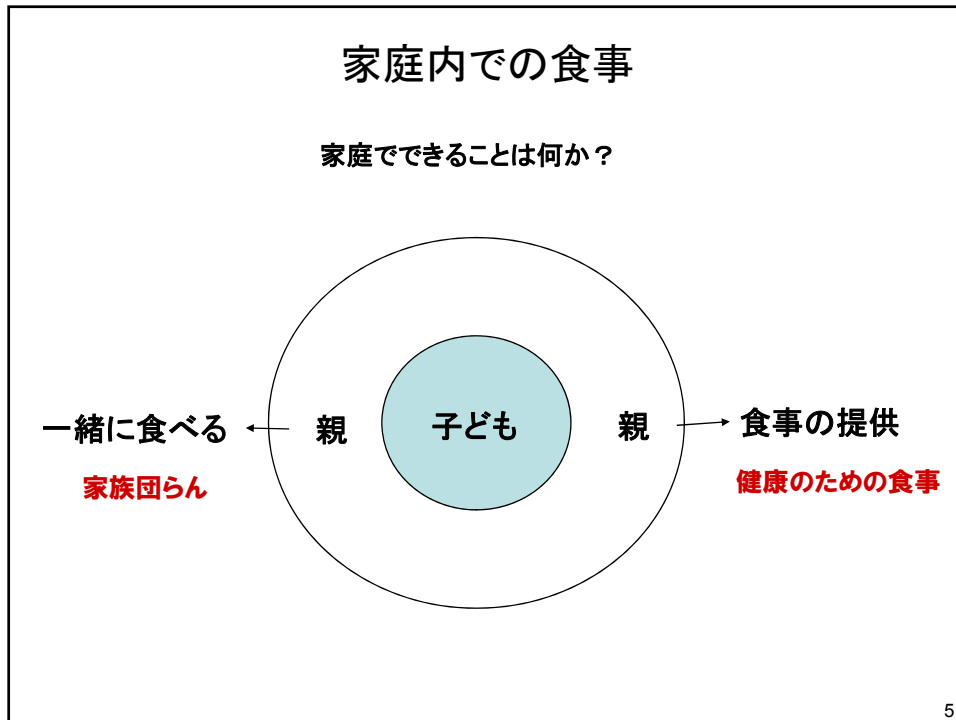 家庭内での食事
家庭でできることは何か？
一緒に食べる
親
子ども
親
食事の提供
家族団らん
健康のための食事
5